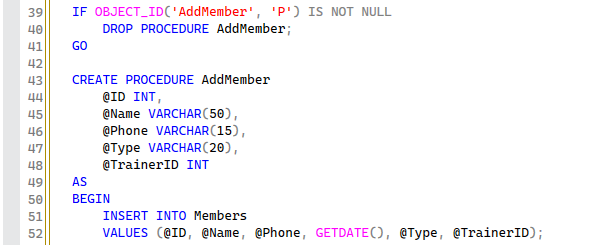 39 IF OBJECT_ID('AddMember', 'P') IS NOT NULL
40     DROP PROCEDURE AddMember;
41 GO
42
43 CREATE PROCEDURE AddMember
44     @ID INT,
45     @Name VARCHAR(50),
46     @Phone VARCHAR(15),
47     @Type VARCHAR(20),
48     @TrainerID INT
49 AS
50 BEGIN
51     INSERT INTO Members
52     VALUES (@ID, @Name, @Phone, GETDATE(), @Type, @TrainerID);